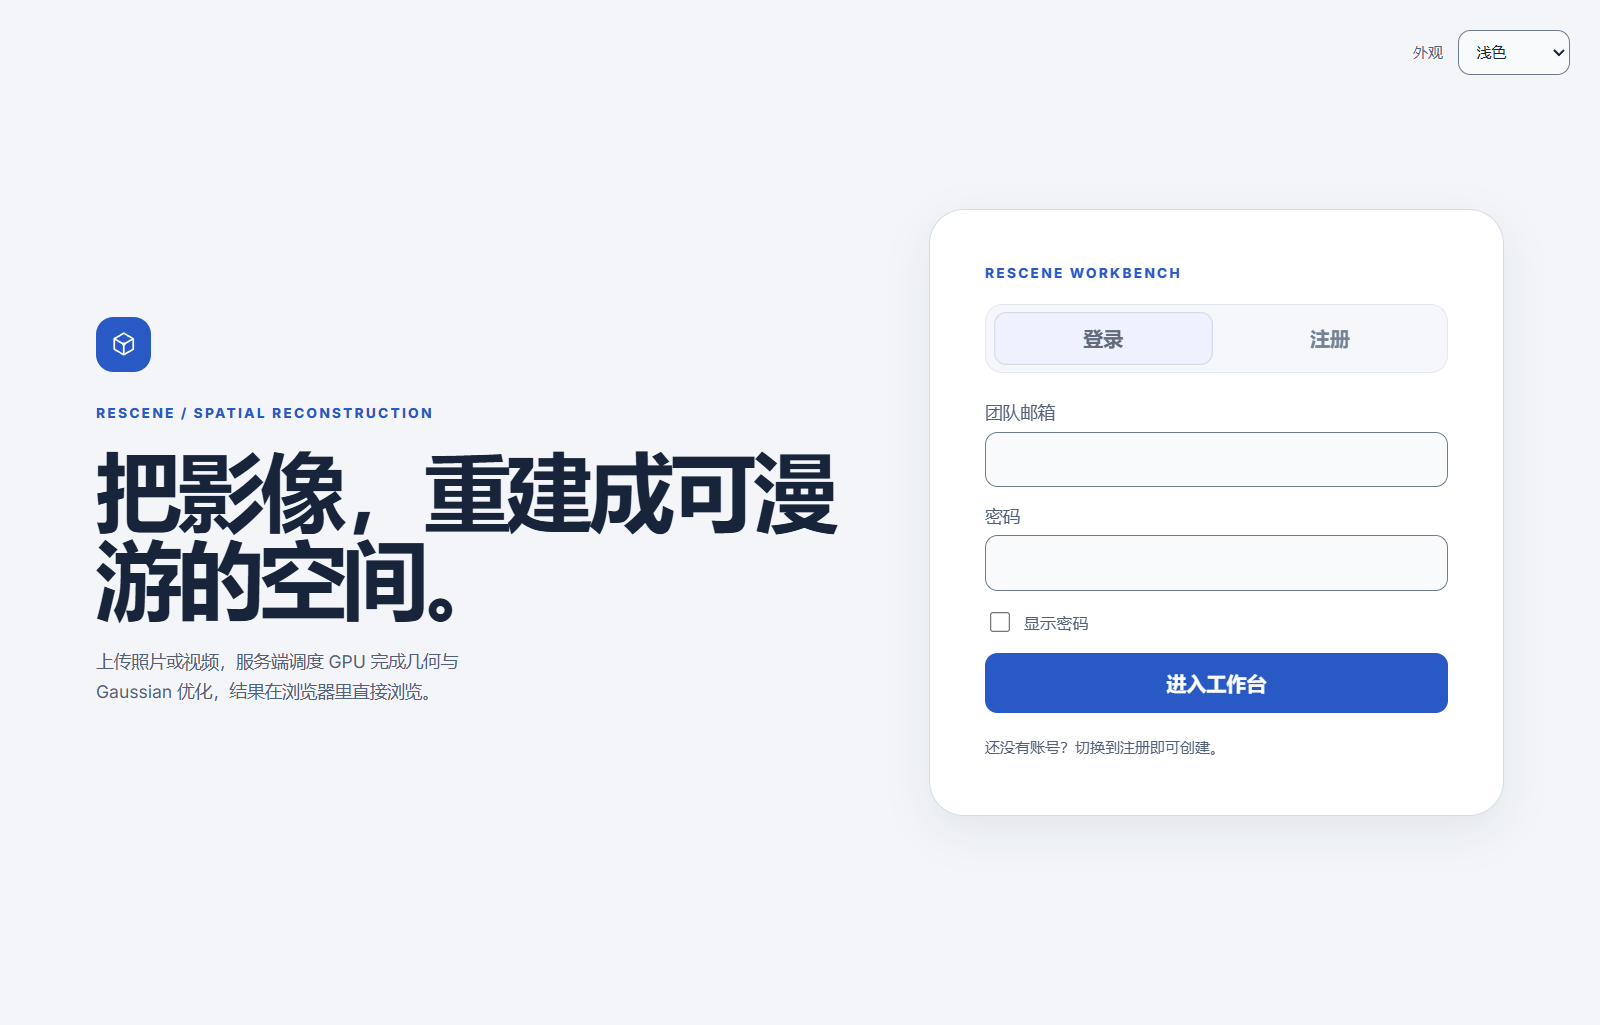 外观
浅色
RESCENE / SPATIAL RECONSTRUCTION
把影像，重建成可漫
游的空间。
上传照片或视频，服务端调度 GPU 完成几何与
Gaussian 优化，结果在浏览器里直接浏览。
RESCENE WORKBENCH
登录
注册
团队邮箱
密码
显示密码
进入工作台
还没有账号？切换到注册即可创建。